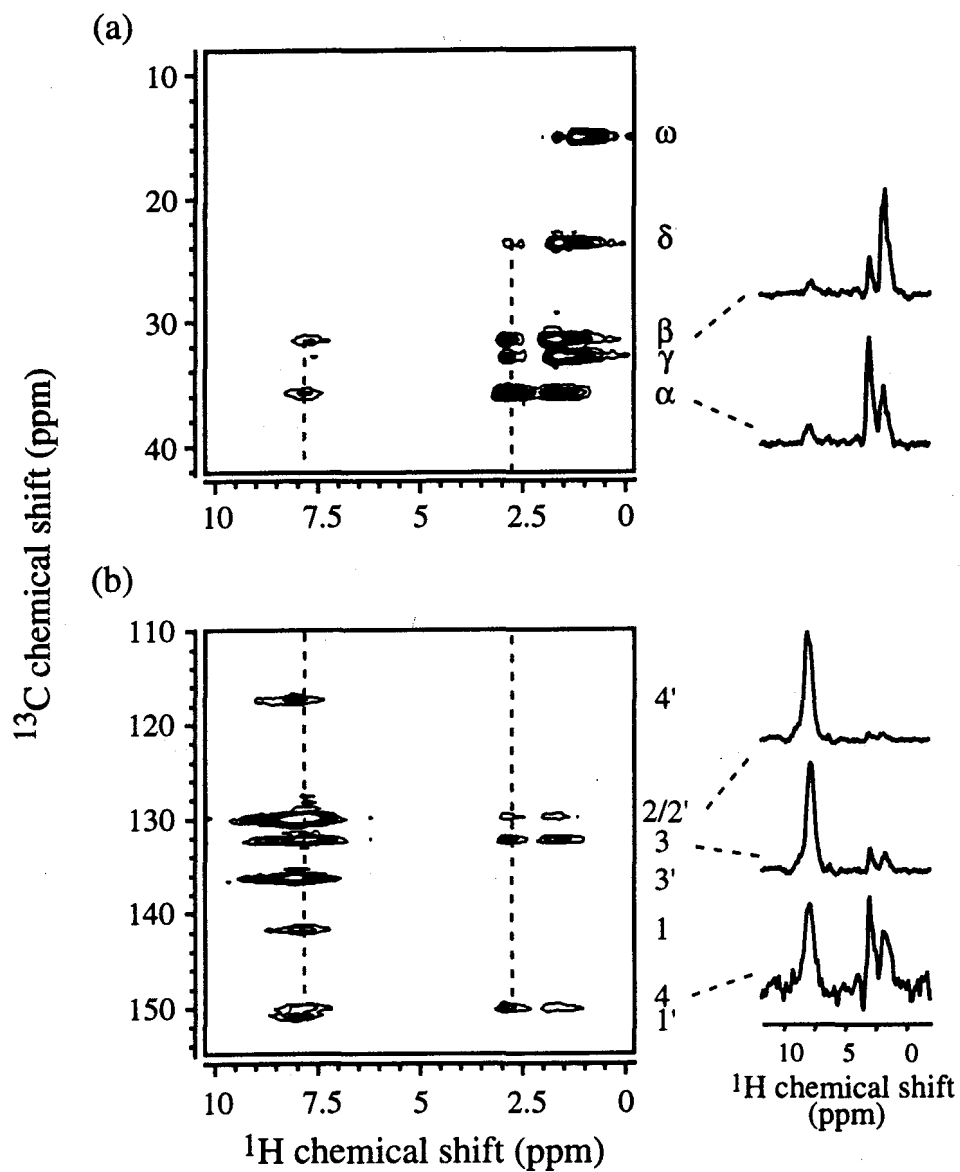 (a)
10
20
30
40
10
7.5
5
2.5
0
ω
δ
β
γ
α
(b)
110
120
130
140
150
10
7.5
5
2.5
0
4'
2/2'
3
3'
1
4
1'
10 5 0
¹H chemical shift
(ppm)
¹³C chemical shift (ppm)
¹H chemical shift (ppm)